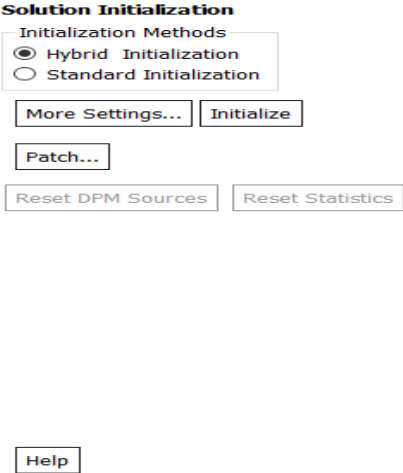 Solution Initialization
Initialization Methods
Hybrid Initialization
Standard Initialization
More Settings... Initialize
Patch...
Reset DPM Sources Reset Statistics
Help